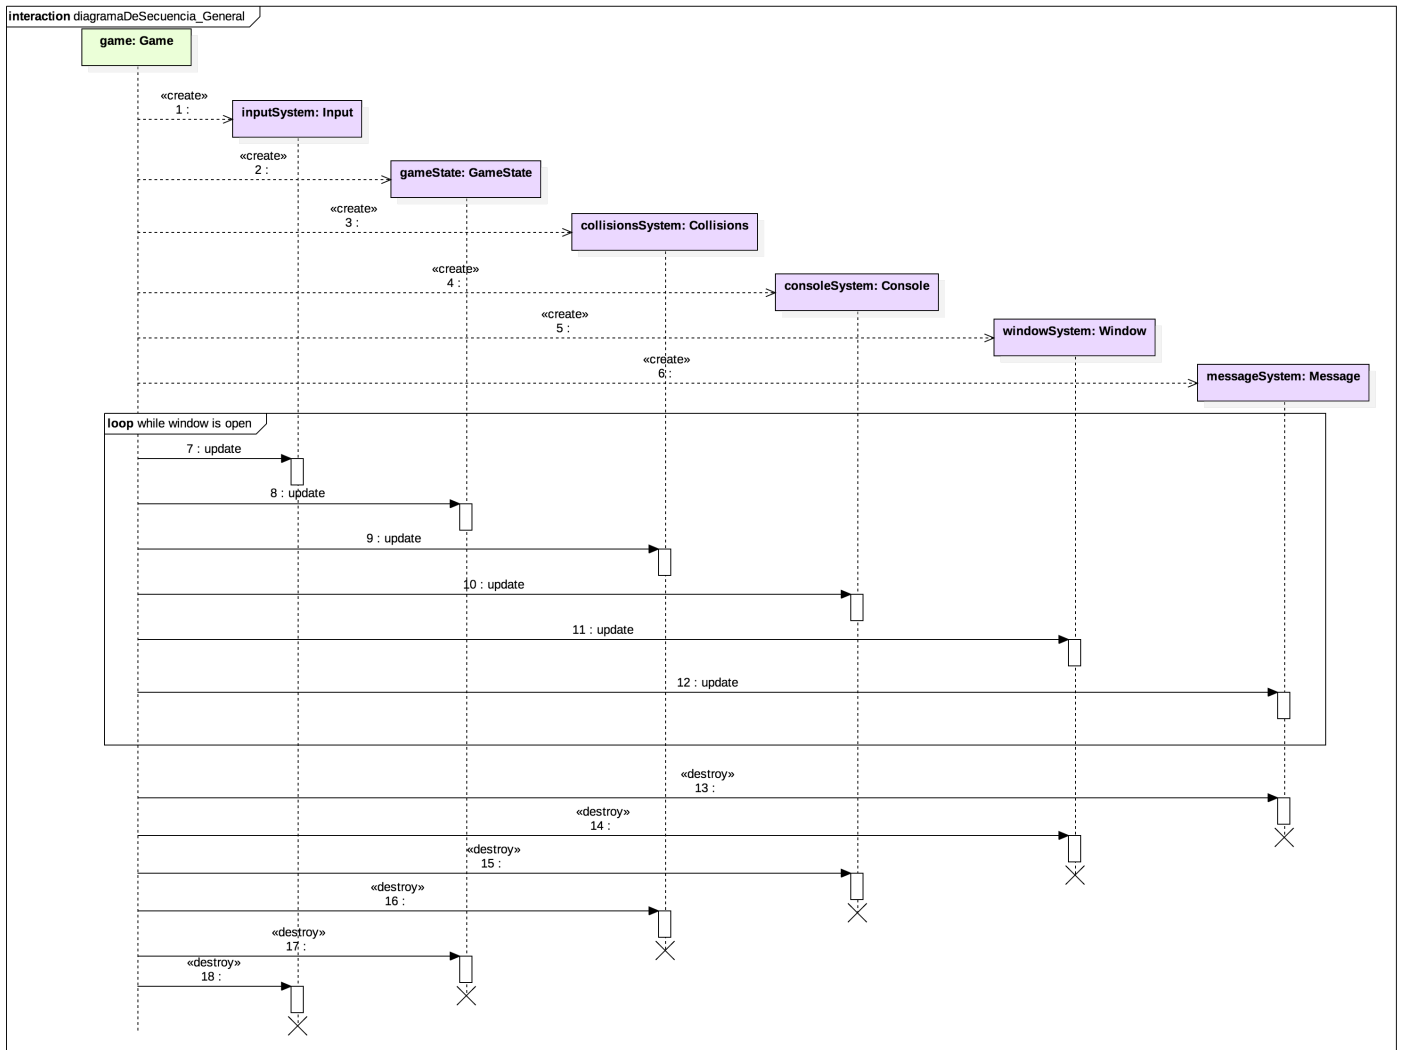 interaction diagramaDeSecuencia_General
game: Game
«create»
1 :
inputSystem: Input
«create»
2 :
gameState: GameState
«create»
3 :
collisionsSystem: Collisions
«create»
4 :
consoleSystem: Console
«create»
5 :
windowSystem: Window
«create»
6 :
messageSystem: Message
loop while window is open
7 : update
8 : update
9 : update
10 : update
11 : update
12 : update
«destroy»
13 :
«destroy»
14 :
«destroy»
15 :
«destroy»
16 :
«destroy»
17 :
«destroy»
18 :